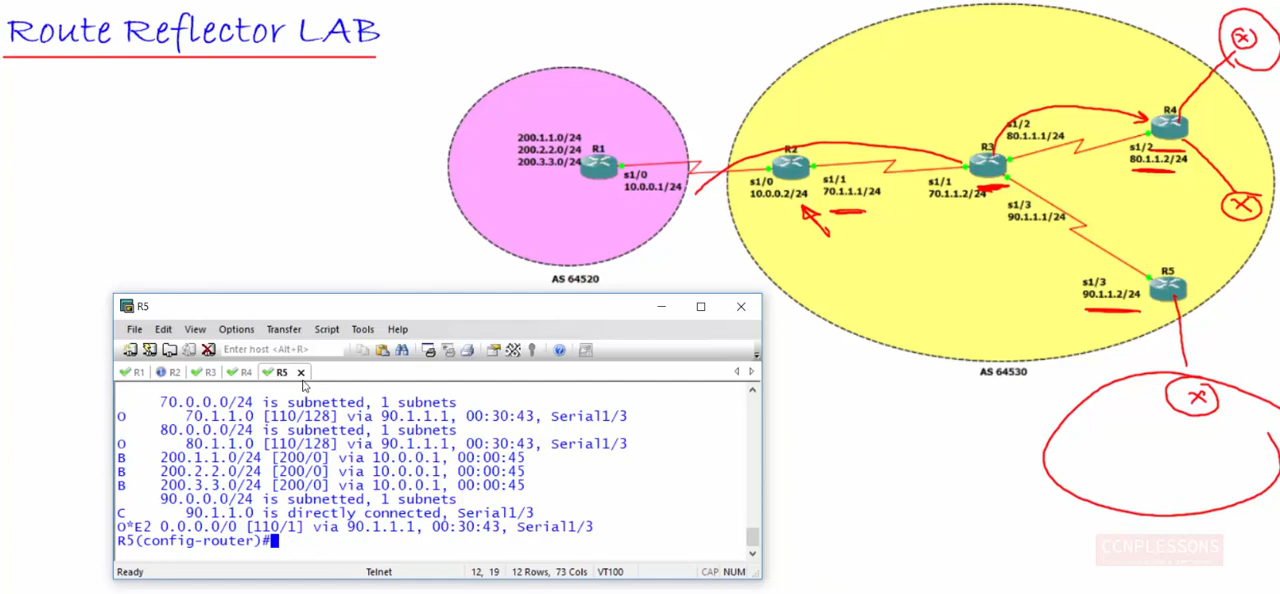 Route Reflector LAB
200.1.1.0/24
200.2.2.0/24
200.3.3.0/24
R1
s1/0
10.0.0.1/24
AS 64520
R2
s1/0
10.0.0.2/24
s1/1
70.1.1.1/24
R3
s1/1
70.1.1.2/24
s1/2
80.1.1.1/24
s1/3
90.1.1.1/24
R4
s1/2
80.1.1.2/24
R5
s1/3
90.1.1.2/24
AS 64530
x
x
x
R5
File Edit View Options Transfer Script Tools Help
Enter host <Alt+R>
R1 R2 R3 R4 R5
70.0.0.0/24 is subnetted, 1 subnets
O 70.1.1.0 [110/128] via 90.1.1.1, 00:30:43, Serial1/3
80.0.0.0/24 is subnetted, 1 subnets
O 80.1.1.0 [110/128] via 90.1.1.1, 00:30:43, Serial1/3
B 200.1.1.0/24 [200/0] via 10.0.0.1, 00:00:45
B 200.2.2.0/24 [200/0] via 10.0.0.1, 00:00:45
B 200.3.3.0/24 [200/0] via 10.0.0.1, 00:00:45
90.0.0.0/24 is subnetted, 1 subnets
C 90.1.1.0 is directly connected, Serial1/3
O*E2 0.0.0.0/0 [110/1] via 90.1.1.1, 00:30:43, Serial1/3
R5(config-router)#
Ready Telnet 12, 19 12 Rows, 73 Cols VT100 CAP NUM
CCNPLESSONS